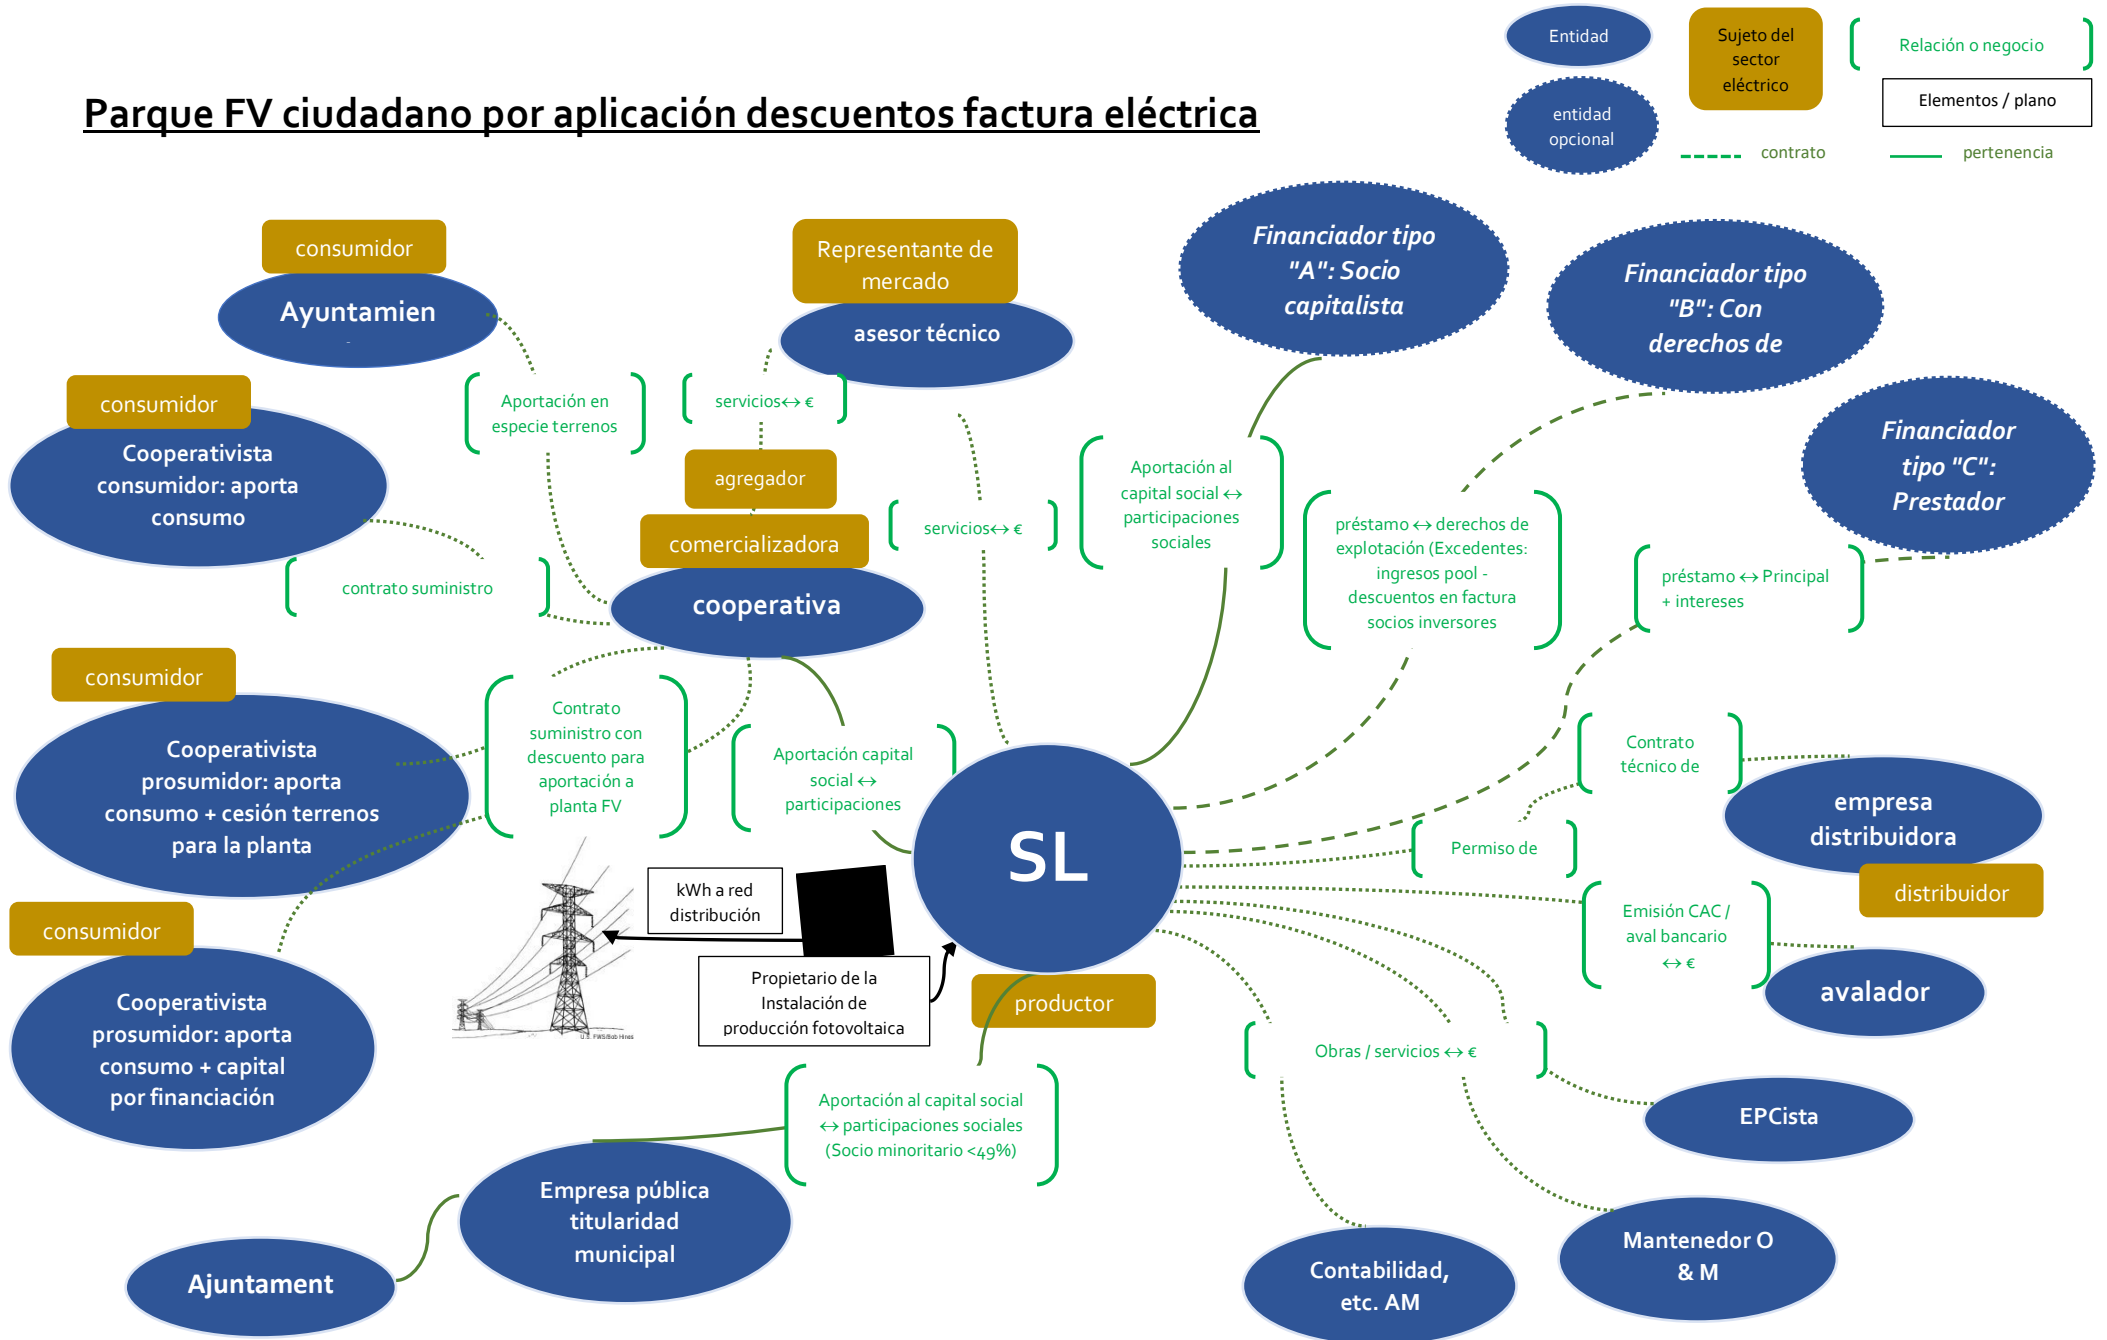 Parque FV ciudadano por aplicación descuentos factura eléctrica
Entidad
Sujeto del
sector
eléctrico
Relación o negocio
entidad
opcional
Elementos / plano
contrato
pertenencia
consumidor
Ayuntamien
Representante de
mercado
asesor técnico
Financiador tipo
"A": Socio
capitalista
Financiador tipo
"B": Con
derechos de
Financiador
tipo "C":
Prestador
consumidor
Cooperativista
consumidor: aporta
consumo
Aportación en
especie terrenos
servicios↔ €
agregador
comercializadora
cooperativa
servicios↔ €
Aportación al
capital social ↔
participaciones
sociales
préstamo ↔ derechos de
explotación (Excedentes:
ingresos pool -
descuentos en factura
socios inversores
préstamo ↔ Principal
+ intereses
contrato suministro
consumidor
Cooperativista
prosumidor: aporta
consumo + cesión terrenos
para la planta
Contrato
suministro con
descuento para
aportación a
planta FV
Aportación capital
social ↔
participaciones
SL
Contrato
técnico de
empresa
distribuidora
Permiso de
distribuidor
kWh a red
distribución
Emisión CAC /
aval bancario
↔ €
avalador
consumidor
Cooperativista
prosumidor: aporta
consumo + capital
por financiación
Propietario de la
Instalación de
producción fotovoltaica
U.S. FWS/Bob Hines
productor
Obras / servicios ↔ €
Aportación al capital social
↔ participaciones sociales
(Socio minoritario <49%)
EPCista
Empresa pública
titularidad
municipal
Ajuntament
Contabilidad,
etc. AM
Mantenedor O
& M